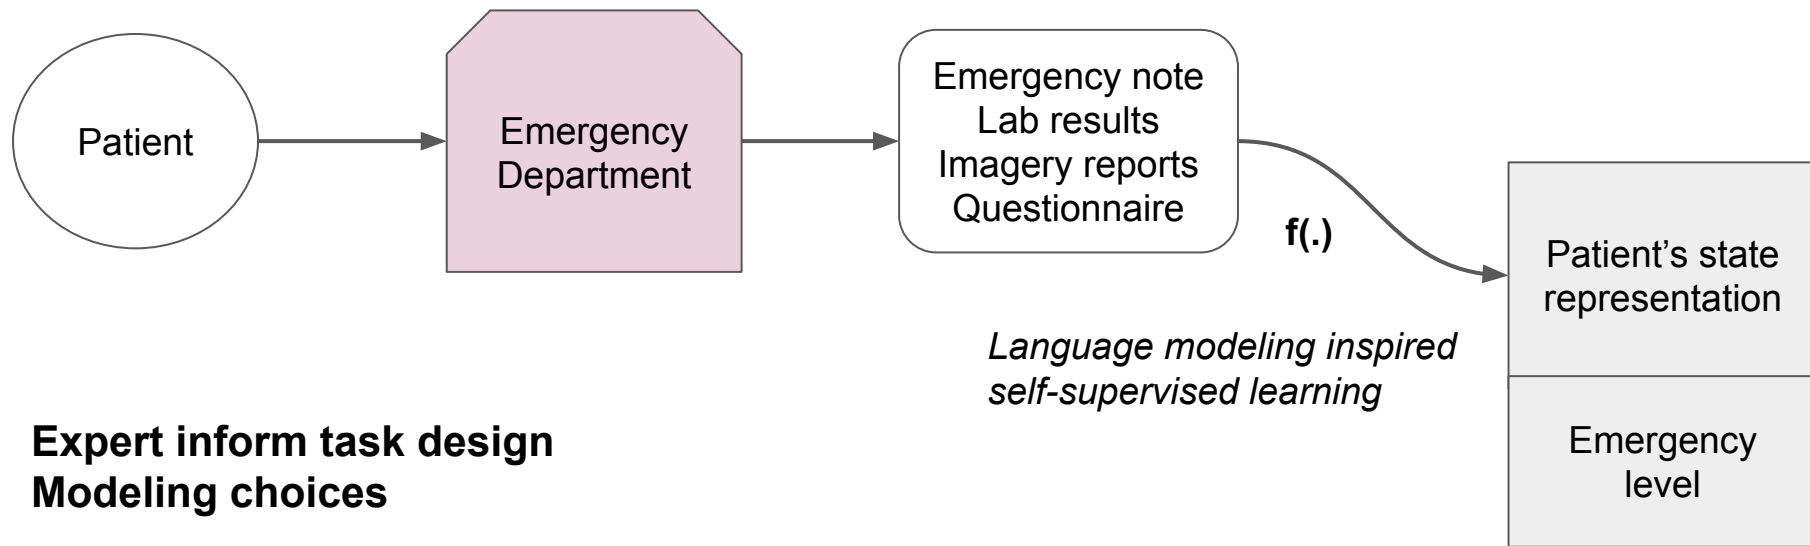 Patient
Emergency
Department
Emergency note
Lab results
Imagery reports
Questionnaire
f(.)
Language modeling inspired
self-supervised learning
Patient’s state
representation
Emergency
level
Expert inform task design
Modeling choices